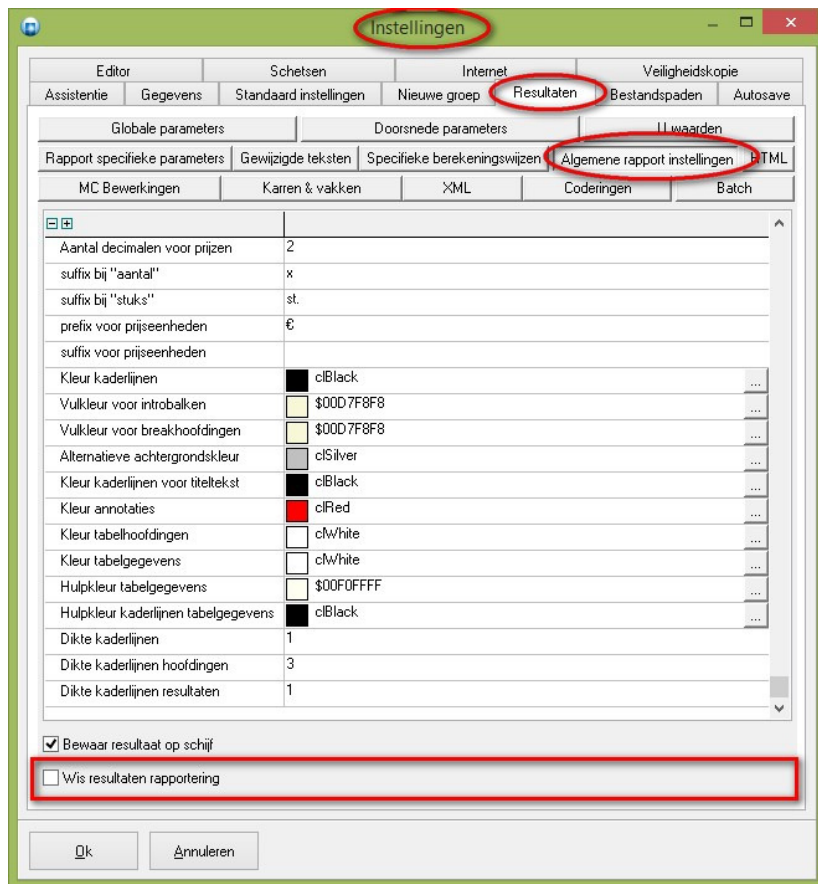 Instellingen
Editor Schetsen Internet Veiligheidskopie
Assistentie Gegevens Standaard instellingen Nieuwe groep Resultaten Bestandspaden Autosave
Globale parameters Doorsnede parameters U waarden
Rapport specifieke parameters Gewijzigde teksten Specifieke berekeningswijzen Algemene rapport instellingen HTML
MC Bewerkingen Karren & vakken XML Coderingen Batch
Aantal decimalen voor prijzen 2
suffix bij "aantal" x
suffix bij "stuks" st.
prefix voor prijseenheden €
suffix voor prijseenheden
Kleur kaderlijnen clBlack ...
Vulkleur voor introbalken $00D7F8F8 ...
Vulkleur voor breakhoofdingen $00D7F8F8 ...
Alternatieve achtergrondskleur clSilver ...
Kleur kaderlijnen voor titeltekst clBlack ...
Kleur annotaties clRed ...
Kleur tabelhoofdingen clWhite ...
Kleur tabelgegevens clWhite ...
Hulpkleur tabelgegevens $00F0FFFF ...
Hulpkleur kaderlijnen tabelgegevens clBlack ...
Dikte kaderlijnen 1
Dikte kaderlijnen hoofdingen 3
Dikte kaderlijnen resultaten 1
Bewaar resultaat op schijf
Wis resultaten rapportering
Ok Annuleren